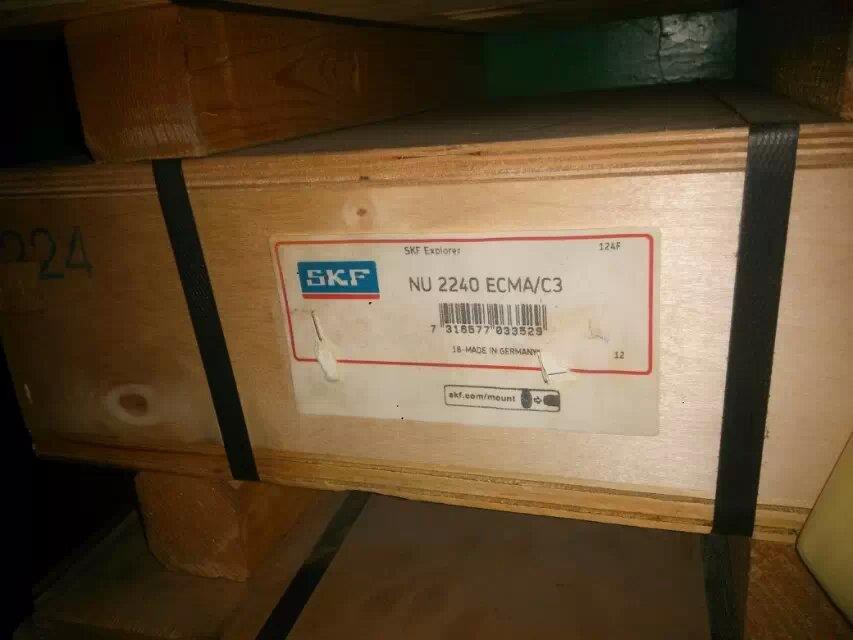 224
SKF Explorer
124F
SKF
NU 2240 ECMA/C3
7 316577 033529
18-MADE IN GERMANY
12
skf.com/mount